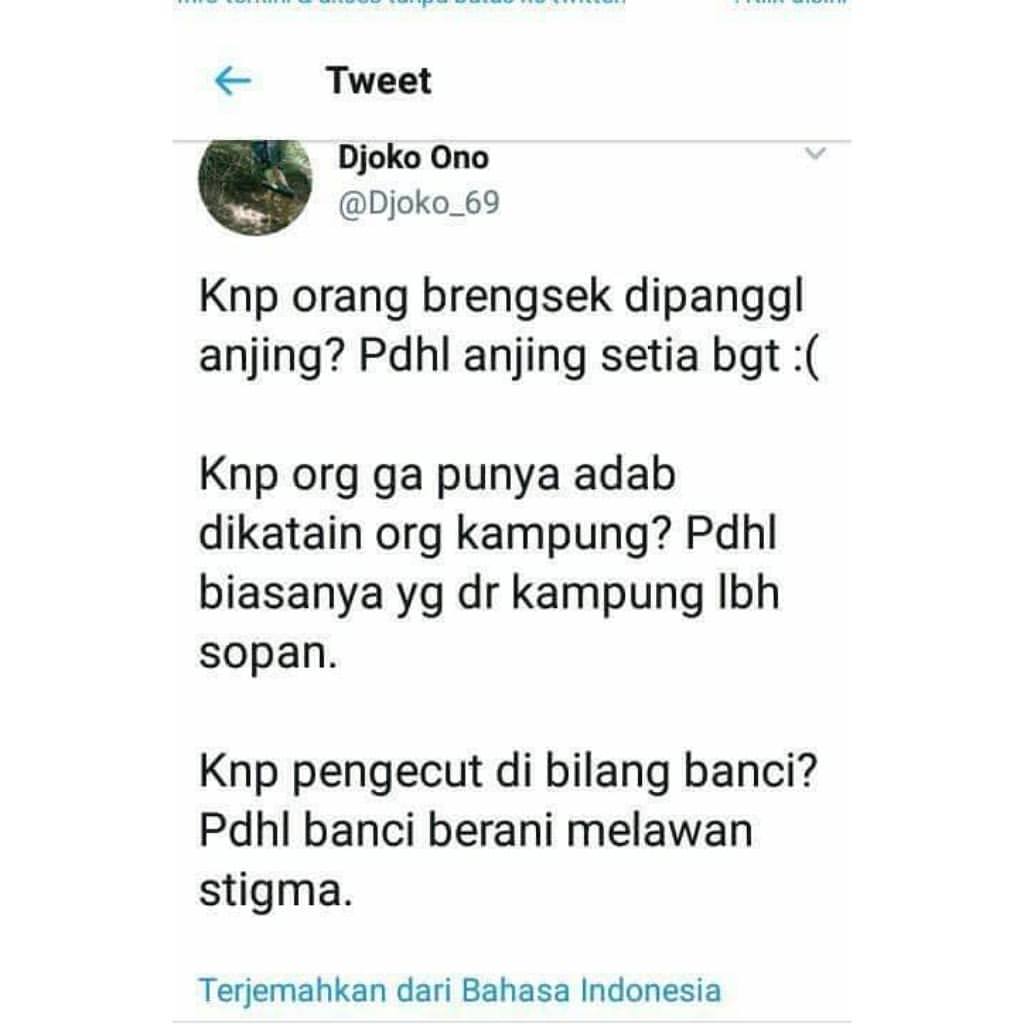 Tweet
Djoko Ono
@Djoko_69
Knp orang brengsek dipanggl
anjing? Pdhl anjing setia bgt :(
Knp org ga punya adab
dikatain org kampung? Pdhl
biasanya yg dr kampung lbh
sopan.
Knp pengecut di bilang banci?
Pdhl banci berani melawan
stigma.
Terjemahkan dari Bahasa Indonesia